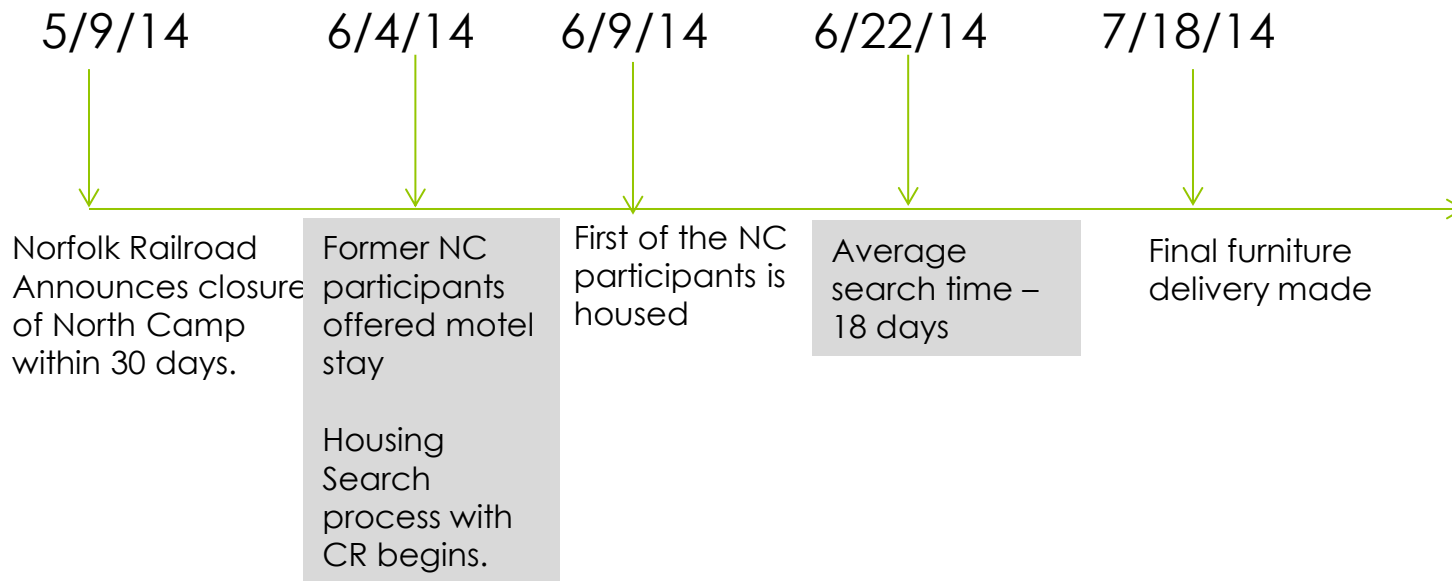 5/9/14
6/4/14
6/9/14
6/22/14
7/18/14
Norfolk Railroad
Announces closure
of North Camp
within 30 days.
Former NC
participants
offered motel
stay
Housing
Search
process with
CR begins.
First of the NC
participants is
housed
Average
search time –
18 days
Final furniture
delivery made